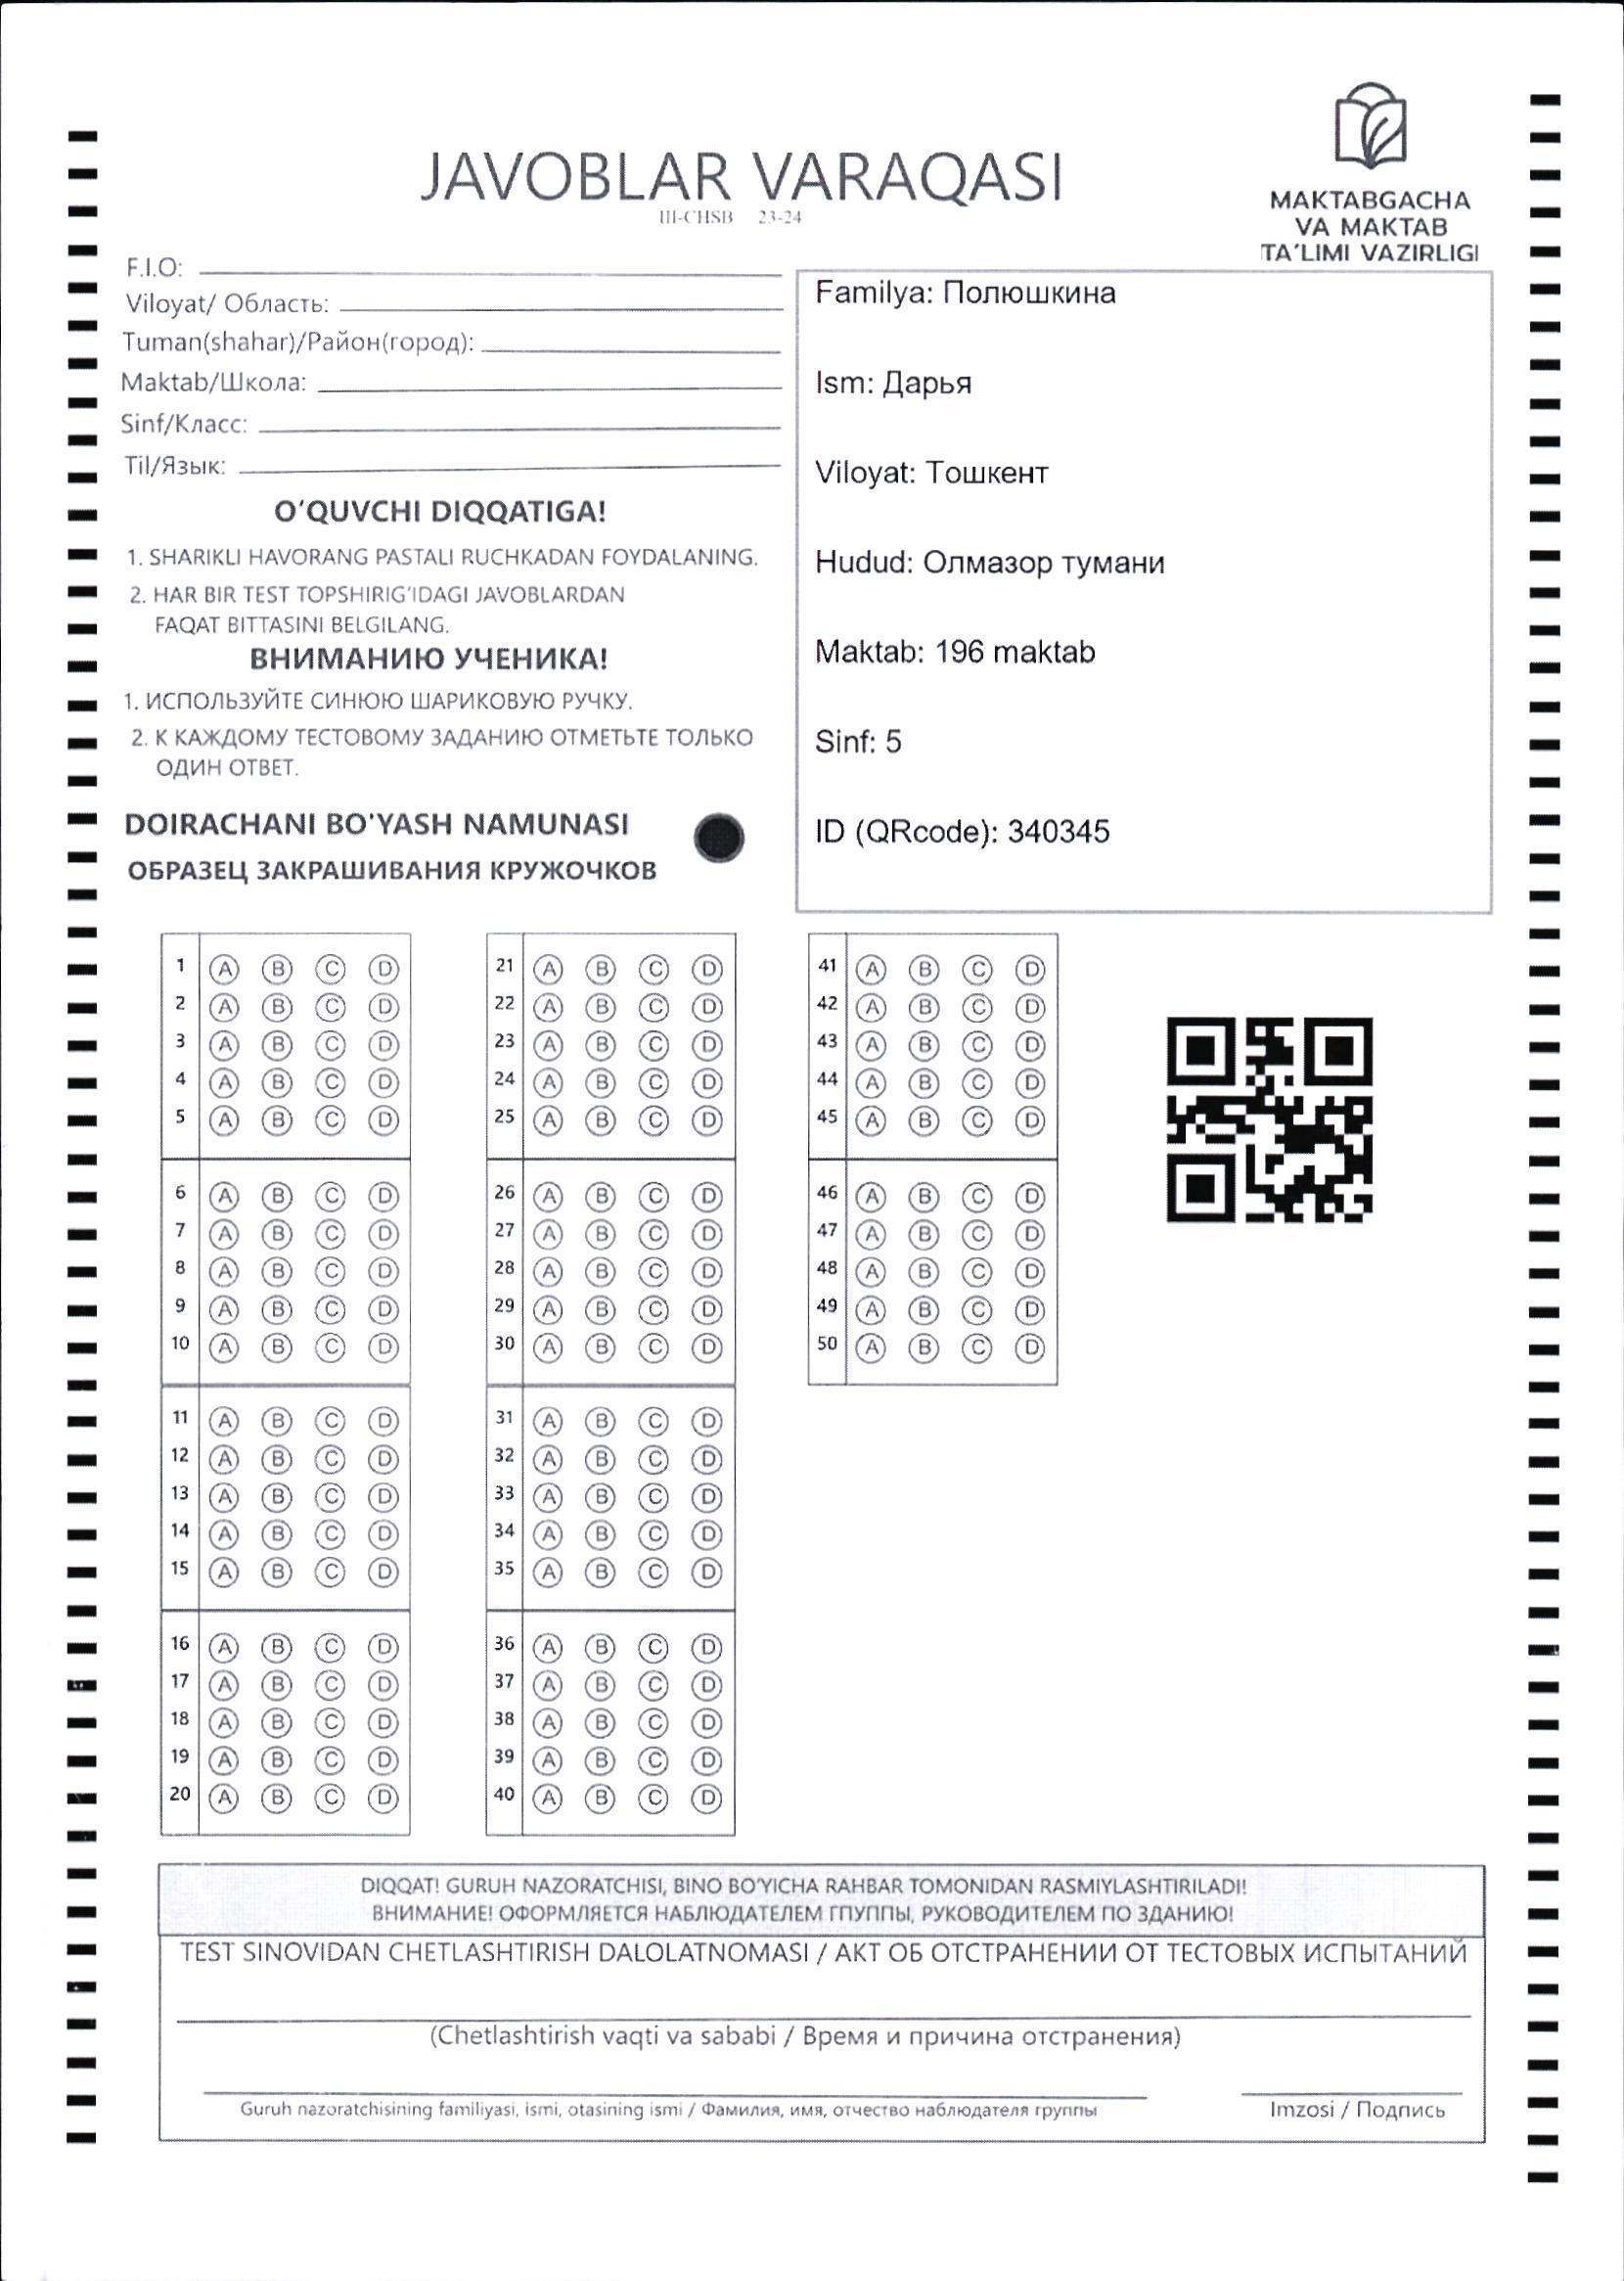 JAVOBLAR VARAQASI
III-CHSB 23-24
MAKTABGACHA
VA MAKTAB
TA'LIMI VAZIRLIGI
F.I.O:
Viloyat/ Область:
Tuman(shahar)/Район(город):
Maktab/Школа:
Sinf/Класс:
Til/Язык:
O'QUVCHI DIQQATIGA!
1. SHARIKLI HAVORANG PASTALI RUCHKADAN FOYDALANING.
2. HAR BIR TEST TOPSHIRIG'IDAGI JAVOBLARDAN
FAQAT BITTASINI BELGILANG.
ВНИМАНИЮ УЧЕНИКА!
1. ИСПОЛЬЗУЙТЕ СИНЮЮ ШАРИКОВУЮ РУЧКУ.
2. К КАЖДОМУ ТЕСТОВОМУ ЗАДАНИЮ ОТМЕТЬТЕ ТОЛЬКО
ОДИН ОТВЕТ.
DOIRACHANI BO'YASH NAMUNASI
ОБРАЗЕЦ ЗАКРАШИВАНИЯ КРУЖОЧКОВ
Familya: Полюшкина
Ism: Дарья
Viloyat: Тошкент
Hudud: Олмазор тумани
Maktab: 196 maktab
Sinf: 5
ID (QRcode): 340345
1 A B C D
2 A B C D
3 A B C D
4 A B C D
5 A B C D
6 A B C D
7 A B C D
8 A B C D
9 A B C D
10 A B C D
11 A B C D
12 A B C D
13 A B C D
14 A B C D
15 A B C D
16 A B C D
17 A B C D
18 A B C D
19 A B C D
20 A B C D
21 A B C D
22 A B C D
23 A B C D
24 A B C D
25 A B C D
26 A B C D
27 A B C D
28 A B C D
29 A B C D
30 A B C D
31 A B C D
32 A B C D
33 A B C D
34 A B C D
35 A B C D
36 A B C D
37 A B C D
38 A B C D
39 A B C D
40 A B C D
41 A B C D
42 A B C D
43 A B C D
44 A B C D
45 A B C D
46 A B C D
47 A B C D
48 A B C D
49 A B C D
50 A B C D
DIQQAT! GURUH NAZORATCHISI, BINO BO'YICHA RAHBAR TOMONIDAN RASMIYLASHTIRILADI!
ВНИМАНИЕ! ОФОРМЛЯЕТСЯ НАБЛЮДАТЕЛЕМ ГПУППЫ, РУКОВОДИТЕЛЕМ ПО ЗДАНИЮ!
TEST SINOVIDAN CHETLASHTIRISH DALOLATNOMASI / АКТ ОБ ОТСТРАНЕНИИ ОТ ТЕСТОВЫХ ИСПЫТАНИЙ
(Chetlashtirish vaqti va sababi / Время и причина отстранения)
Guruh nazoratchisining familiyasi, ismi, otasining ismi / Фамилия, имя, отчество наблюдателя группы
Imzosi / Подпись